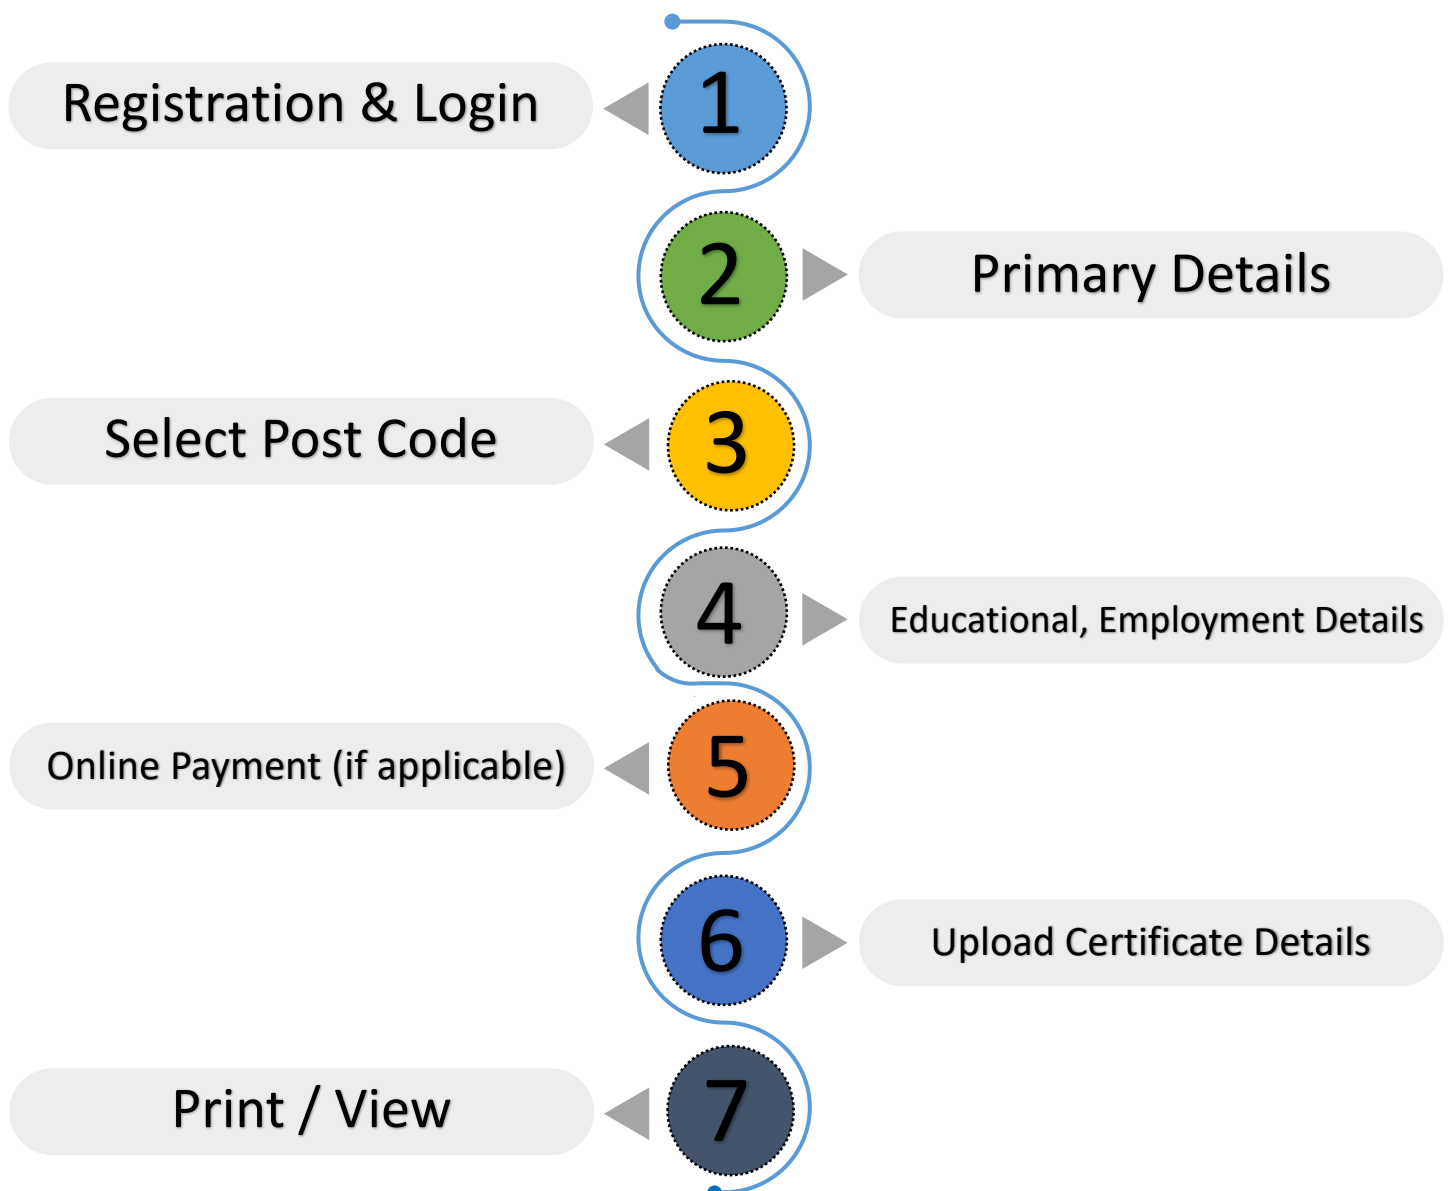 1
Registration & Login
2
Primary Details
3
Select Post Code
4
Educational, Employment Details
5
Online Payment (if applicable)
6
Upload Certificate Details
7
Print / View